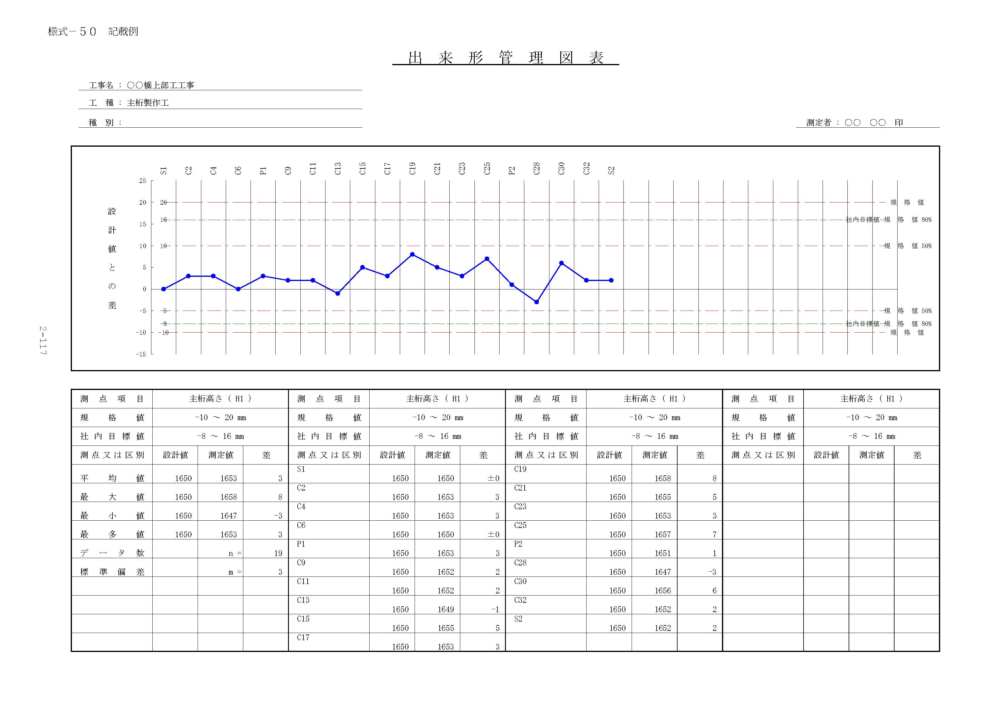 様式－５０　記載例
出 来 形 管 理 図 表
工事名 ： 〇〇橋上部工工事
工　種 ： 主桁製作工
種　別 ：
測定者 ： 〇〇　〇〇　印
S1 C2 C4 C6 P1 C9 C11 C13 C15 C17 C19 C21 C23 C25 P2 C28 C30 C32 S2
設計値との差
25
20 20 規 格 値
16 社内目標値 規 格 値 80%
15
10 10 規 格 値 50%
5
0
-5 -5 規 格 値 50%
-8 社内目標値 規 格 値 80%
-10 -10 規 格 値
-15
2-117
測 点 項 目 主桁高さ（ H1 ） 測 点 項 目 主桁高さ（ H1 ） 測 点 項 目 主桁高さ（ H1 ） 測 点 項 目 主桁高さ（ H1 ）
規 格 値 -10 ～ 20 mm 規 格 値 -10 ～ 20 mm 規 格 値 -10 ～ 20 mm 規 格 値 -10 ～ 20 mm
社 内 目 標 値 -8 ～ 16 mm 社 内 目 標 値 -8 ～ 16 mm 社 内 目 標 値 -8 ～ 16 mm 社 内 目 標 値 -8 ～ 16 mm
測点又は区別 設計値 測定値 差 測点又は区別 設計値 測定値 差 測点又は区別 設計値 測定値 差 測点又は区別 設計値 測定値 差
平 均 値 1650 1653 3 S1 1650 1650 ±0 C19 1650 1658 8
最 大 値 1650 1658 8 C2 1650 1653 3 C21 1650 1655 5
最 小 値 1650 1647 -3 C4 1650 1653 3 C23 1650 1653 3
最 多 値 1650 1653 3 C6 1650 1650 ±0 C25 1650 1657 7
デ ー タ 数 n = 19 P1 1650 1653 3 P2 1650 1651 1
標 準 偏 差 m = 3 C9 1650 1652 2 C28 1650 1647 -3
C11 1650 1652 2 C30 1650 1656 6
C13 1650 1649 -1 C32 1650 1652 2
C15 1650 1655 5 S2 1650 1652 2
C17 1650 1653 3